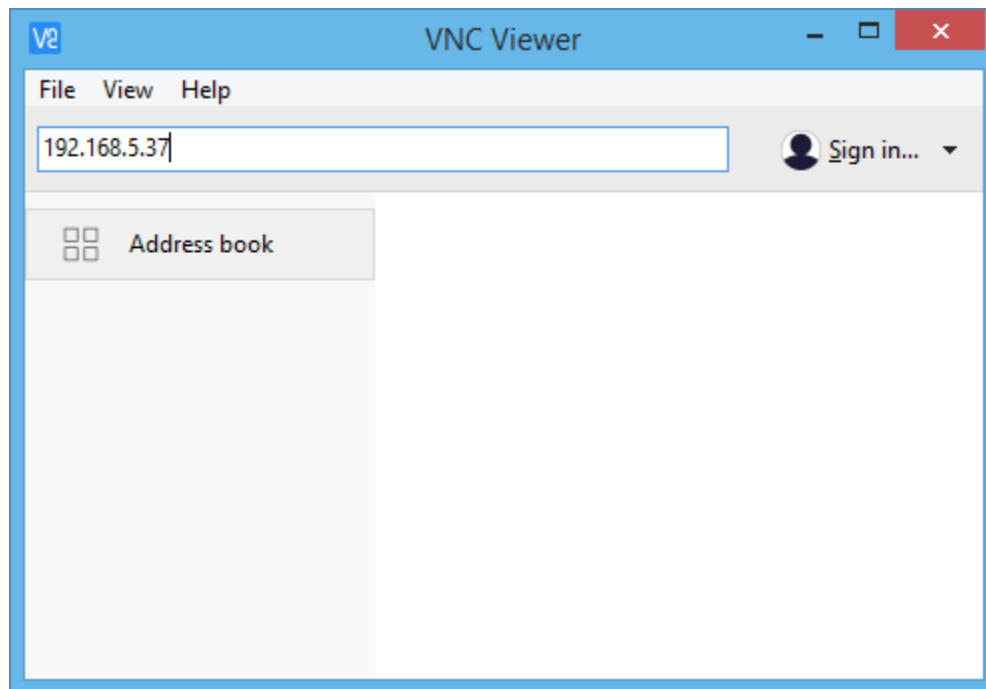 V2
VNC Viewer
File View Help
192.168.5.37
Sign in...
Address book